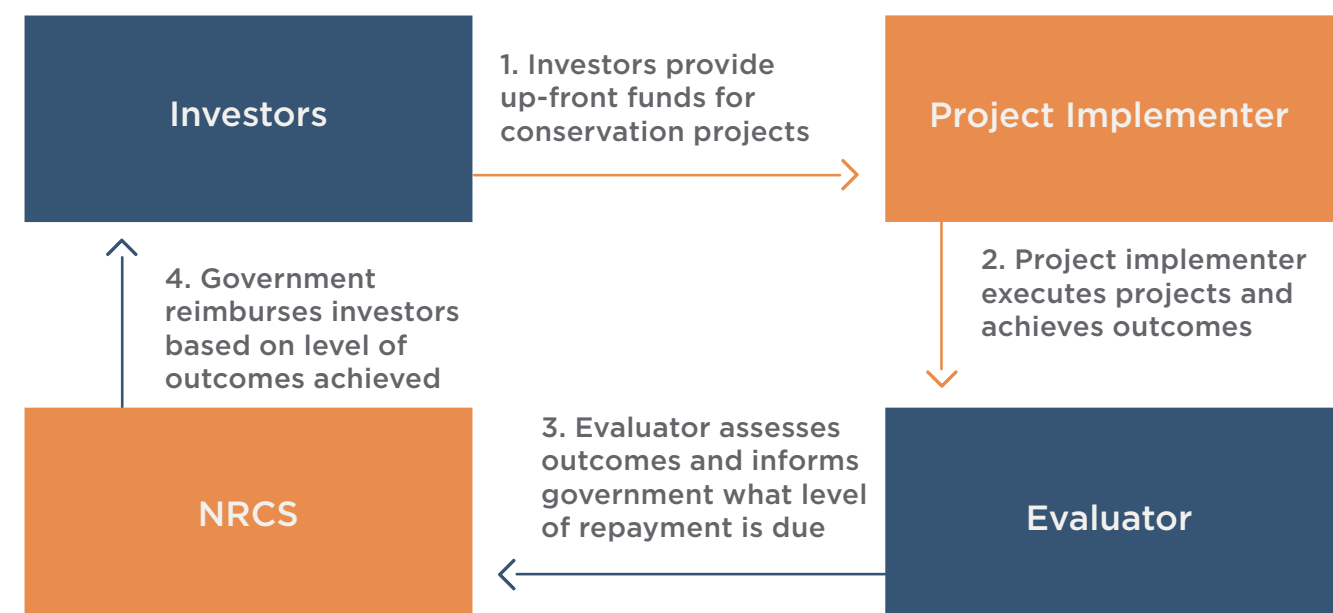 Investors
1. Investors provide
up-front funds for
conservation projects
Project Implementer
2. Project implementer
executes projects and
achieves outcomes
Evaluator
3. Evaluator assesses
outcomes and informs
government what level
of repayment is due
NRCS
4. Government
reimburses investors
based on level of
outcomes achieved